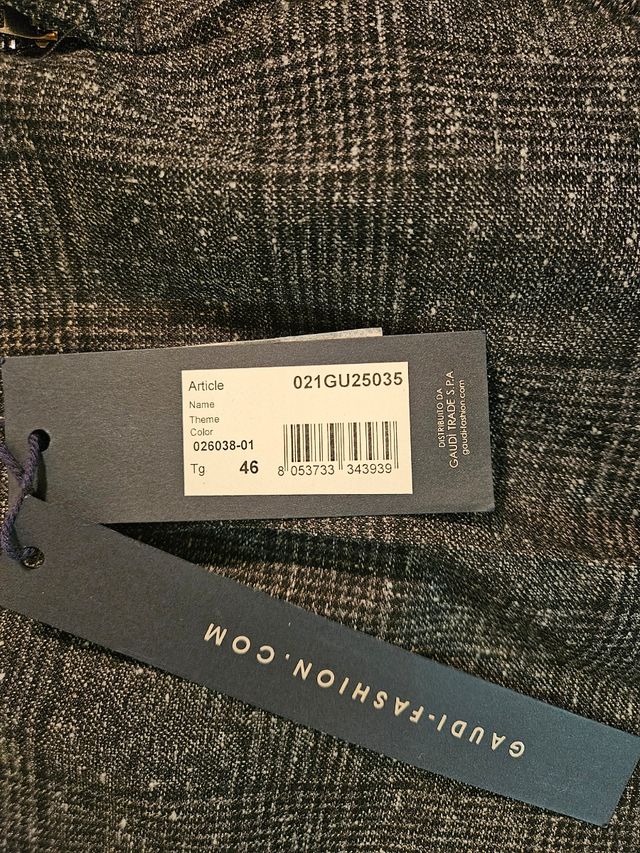 Article 021GU25035
Name
Theme
Color
026038-01
Tg 46
8 053733 343939
DISTRIBUITO DA
GAUDI TRADE S.P.A
gaudi-fashion.com
GAUDI-FASHION.COM